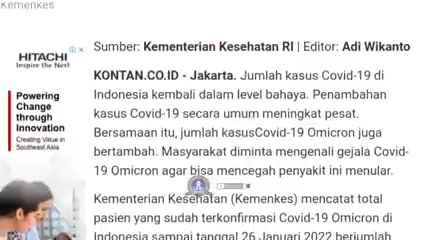 Kemenkes
HITACHI
Inspire the Next
Powering
Change
through
Innovation
Creating Value in
Southeast Asia
Sumber: Kementerian Kesehatan RI | Editor: Adi Wikanto
KONTAN.CO.ID - Jakarta. Jumlah kasus Covid-19 di
Indonesia kembali dalam level bahaya. Penambahan
kasus Covid-19 secara umum meningkat pesat.
Bersamaan itu, jumlah kasusCovid-19 Omicron juga
bertambah. Masyarakat diminta mengenali gejala Covid-
19 Omicron agar bisa mencegah penyakit ini menular.
Kementerian Kesehatan (Kemenkes) mencatat total
pasien yang sudah terkonfirmasi Covid-19 Omicron di
Indonesia sampai tanggal 26 Januari 2022 berjumlah